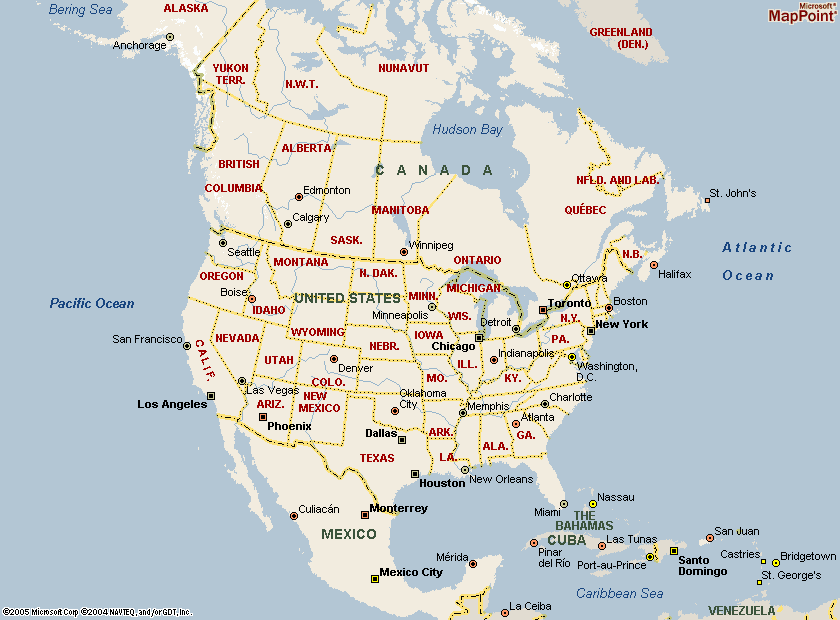 Bering Sea
ALASKA
Microsoft®
MapPoint®
Anchorage
GREENLAND
(DEN.)
YUKON
TERR.
N.W.T.
NUNAVUT
Hudson Bay
ALBERTA
BRITISH
COLUMBIA
C A N A D A
NFLD. AND LAB.
Edmonton
St. John's
Calgary
MANITOBA
QUÉBEC
SASK.
Winnipeg
Seattle
ONTARIO
N.B.
Atlantic
Ocean
Halifax
MONTANA
N. DAK.
OREGON
Boise
Ottawa
MICHIGAN
UNITED STATES
MINN.
Pacific Ocean
IDAHO
Minneapolis
WIS.
Toronto
Boston
Detroit
N.Y.
New York
San Francisco
NEVADA
WYOMING
NEBR.
IOWA
Chicago
PA.
CALIF.
UTAH
Denver
Indianapolis
ILL.
Washington,
D.C.
COLO.
MO.
KY.
Las Vegas
Oklahoma
City
Los Angeles
ARIZ.
NEW
MEXICO
Memphis
Charlotte
Phoenix
Atlanta
Dallas
ARK.
GA.
ALA.
TEXAS
LA.
Houston
New Orleans
Culiacán
Monterrey
Miami
Nassau
THE
BAHAMAS
MEXICO
CUBA
Las Tunas
San Juan
Pinar
del Río
Mérida
Port-au-Prince
Santo
Domingo
Castries
Bridgetown
Mexico City
St. George's
Caribbean Sea
La Ceiba
VENEZUELA
©2005 Microsoft Corp ©2004 NAVTEQ, and/or GDT, Inc.